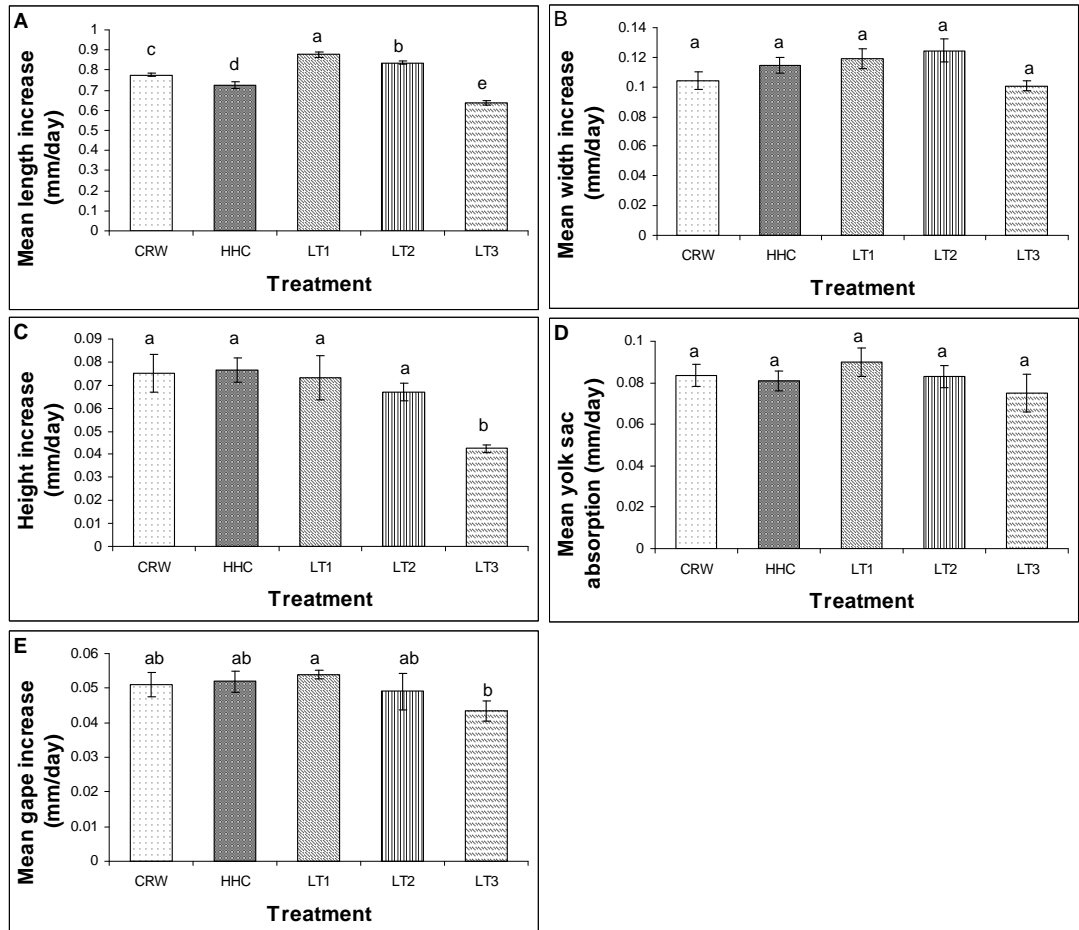 A
Mean length increase
(mm/day)
1
0.9
0.8
0.7
0.6
0.5
0.4
0.3
0.2
0.1
0
c
d
a
b
e
CRW
HHC
LT1
LT2
LT3
Treatment
B
Mean width increase
(mm/day)
0.14
0.12
0.1
0.08
0.06
0.04
0.02
0
a
a
a
a
a
CRW
HHC
LT1
LT2
LT3
Treatment
C
Height increase
(mm/day)
0.09
0.08
0.07
0.06
0.05
0.04
0.03
0.02
0.01
0
a
a
a
a
b
CRW
HHC
LT1
LT2
LT3
Treatment
D
Mean yolk sac
absorption (mm/day)
0.1
0.08
0.06
0.04
0.02
0
a
a
a
a
a
CRW
HHC
LT1
LT2
LT3
Treatment
E
Mean gape increase
(mm/day)
0.06
0.05
0.04
0.03
0.02
0.01
0
ab
ab
a
ab
b
CRW
HHC
LT1
LT2
LT3
Treatment